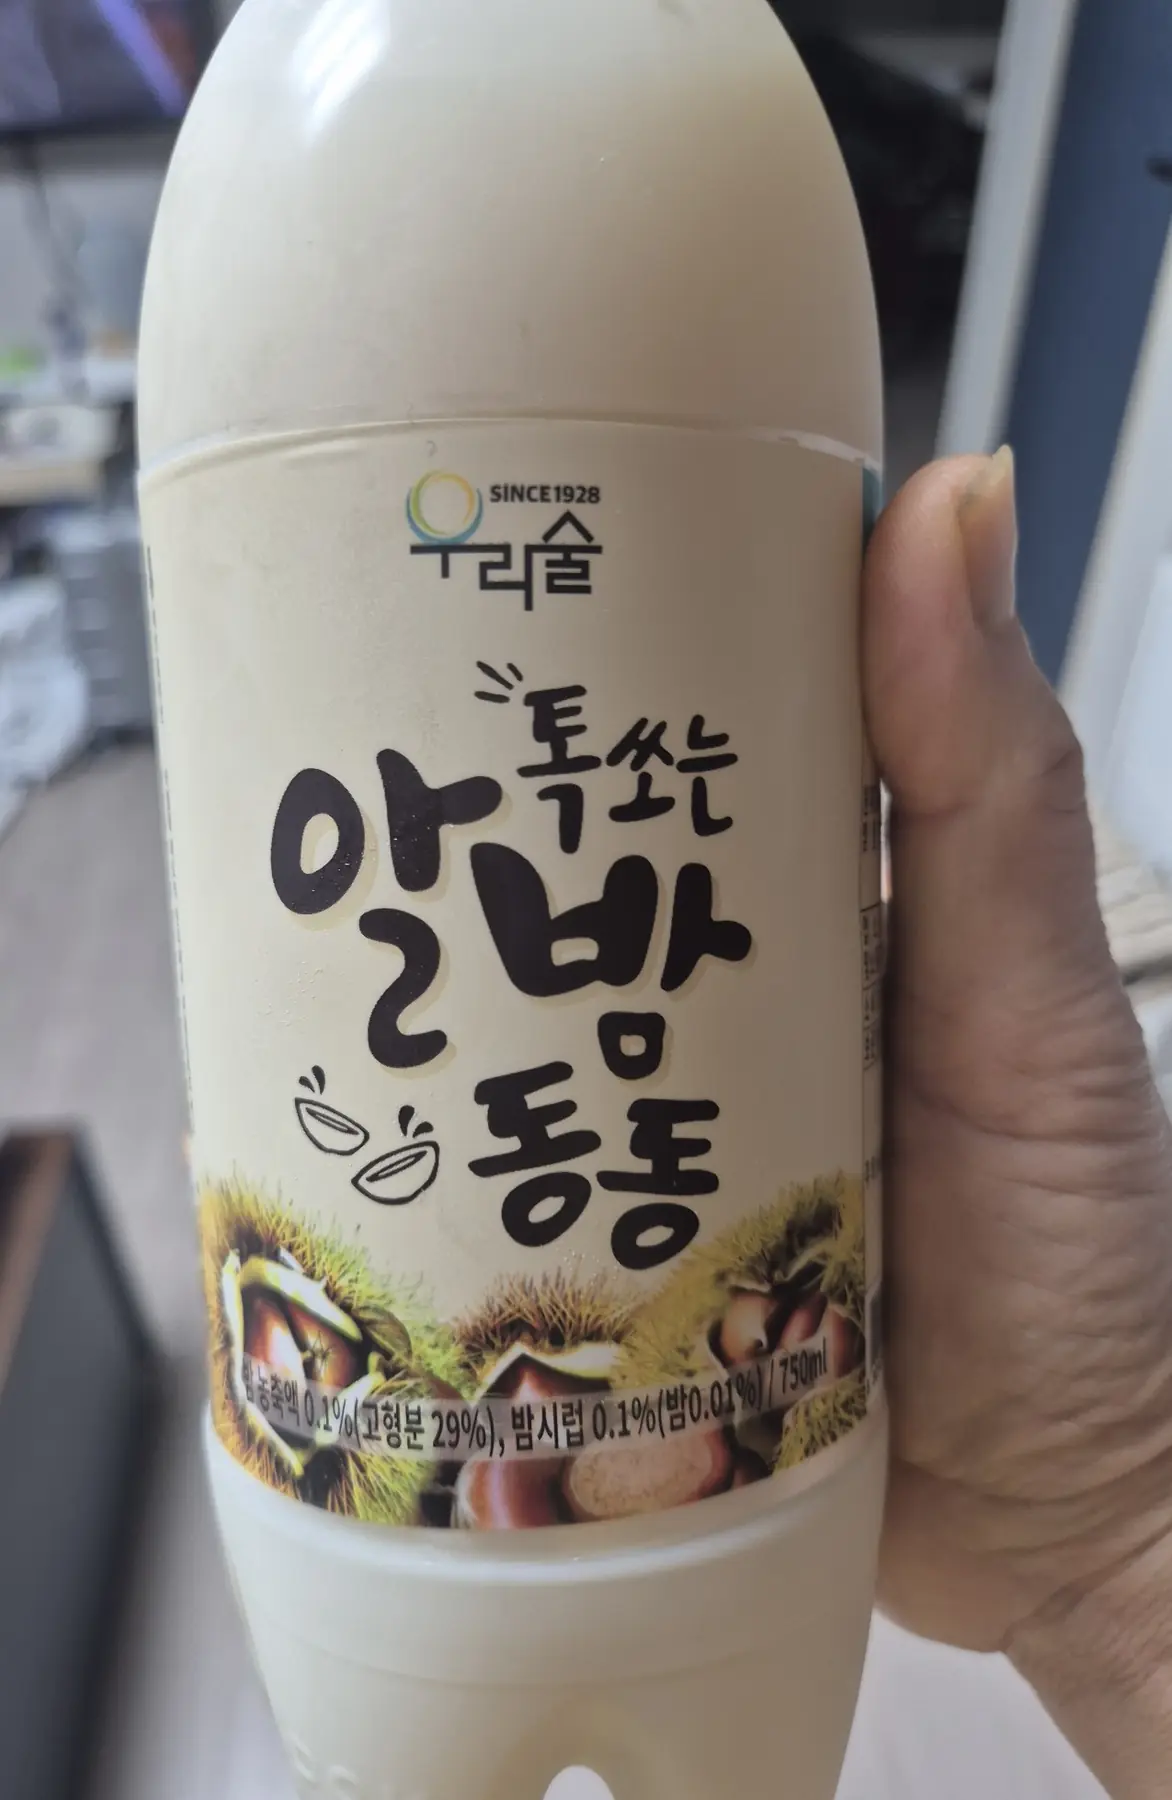 SINCE1928
우리술
톡쏘는
알밤
동동
밤농축액 0.1%(고형분 29%), 밤시럽 0.1%(밤0.01%) / 750ml